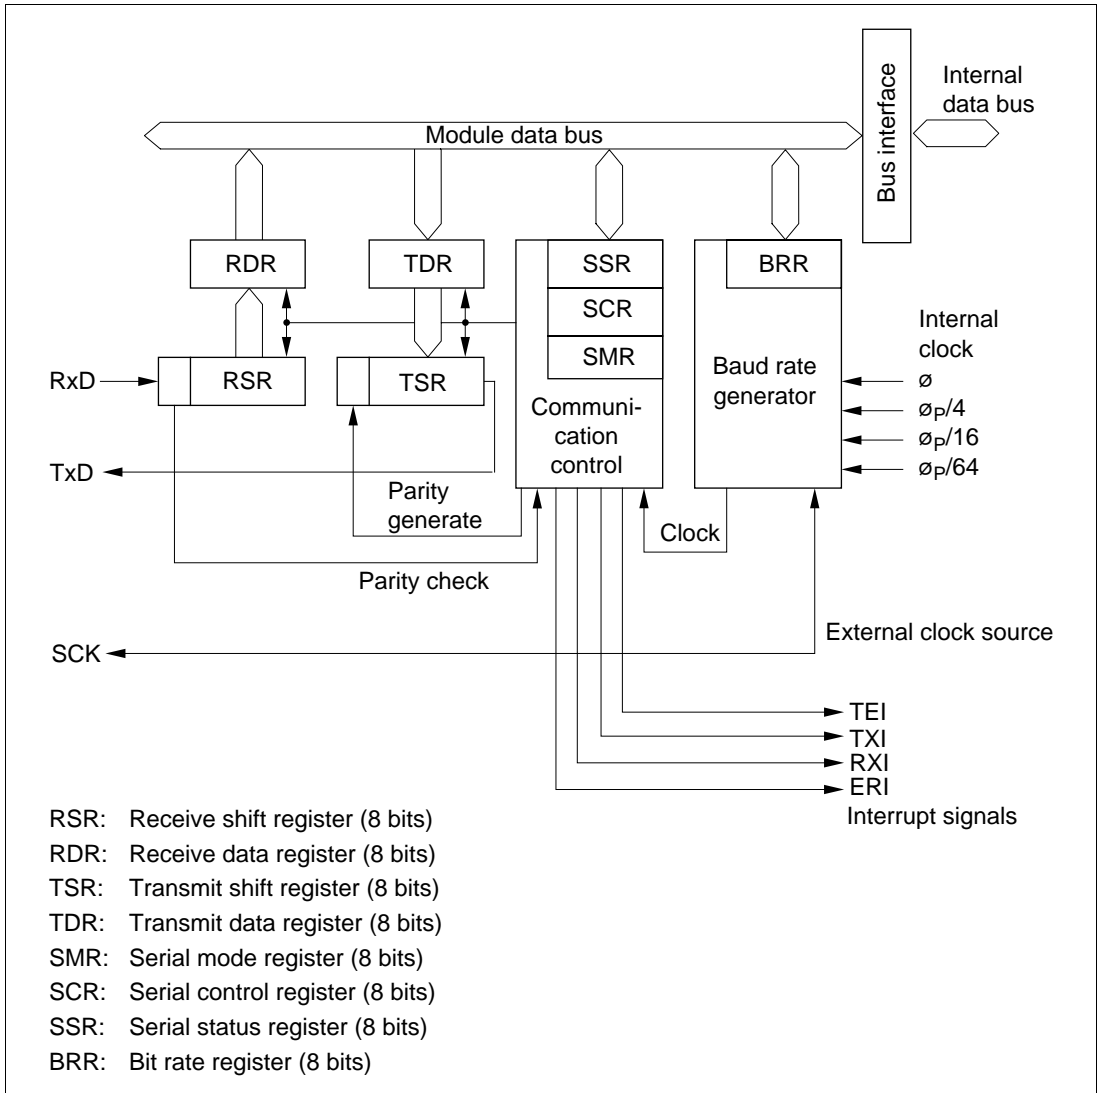 Internal
data bus
Bus interface
Module data bus
RDR
TDR
SSR
BRR
SCR
SMR
Internal
clock
RxD
RSR
TSR
Baud rate
generator
ø
øP/4
øP/16
øP/64
Communi-
cation
control
TxD
Parity
generate
Clock
Parity check
External clock source
SCK
TEI
TXI
RXI
ERI
Interrupt signals
RSR: Receive shift register (8 bits)
RDR: Receive data register (8 bits)
TSR: Transmit shift register (8 bits)
TDR: Transmit data register (8 bits)
SMR: Serial mode register (8 bits)
SCR: Serial control register (8 bits)
SSR: Serial status register (8 bits)
BRR: Bit rate register (8 bits)